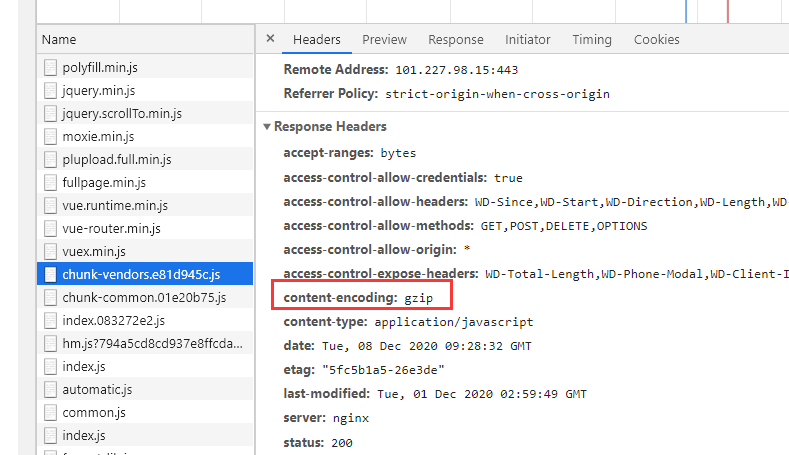 Name
polyfill.min.js
jquery.min.js
jquery.scrollTo.min.js
moxie.min.js
plupload.full.min.js
fullpage.min.js
vue.runtime.min.js
vue-router.min.js
vuex.min.js
chunk-vendors.e81d945c.js
chunk-common.01e20b75.js
index.083272e2.js
hm.js?794a5cd8cd937e8ffcda...
index.js
automatic.js
common.js
index.js
× Headers Preview Response Initiator Timing Cookies
Remote Address: 101.227.98.15:443
Referrer Policy: strict-origin-when-cross-origin
Response Headers
accept-ranges: bytes
access-control-allow-credentials: true
access-control-allow-headers: WD-Since,WD-Start,WD-Direction,WD-Length,WD-
access-control-allow-methods: GET,POST,DELETE,OPTIONS
access-control-allow-origin: *
access-control-expose-headers: WD-Total-Length,WD-Phone-Modal,WD-Client-I
content-encoding: gzip
content-type: application/javascript
date: Tue, 08 Dec 2020 09:28:32 GMT
etag: "5fc5b1a5-26e3de"
last-modified: Tue, 01 Dec 2020 02:59:49 GMT
server: nginx
status: 200